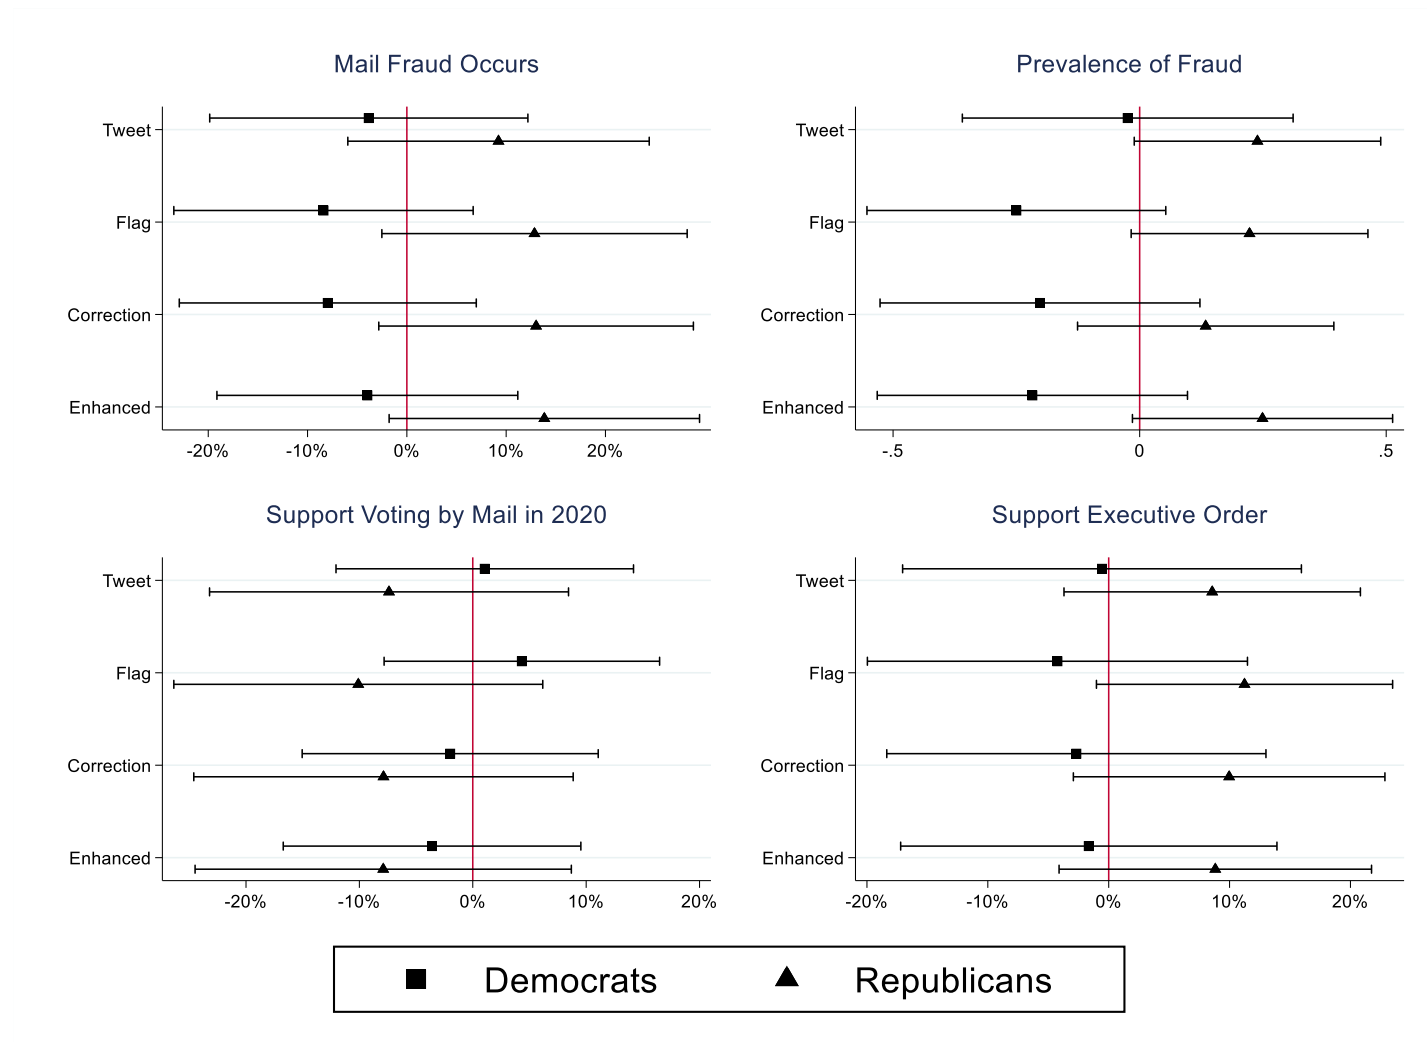 Mail Fraud Occurs
Tweet
Flag
Correction
Enhanced
-20% -10% 0% 10% 20%
Prevalence of Fraud
Tweet
Flag
Correction
Enhanced
-.5 0 .5
Support Voting by Mail in 2020
Tweet
Flag
Correction
Enhanced
-20% -10% 0% 10% 20%
Support Executive Order
Tweet
Flag
Correction
Enhanced
-20% -10% 0% 10% 20%
Democrats Republicans